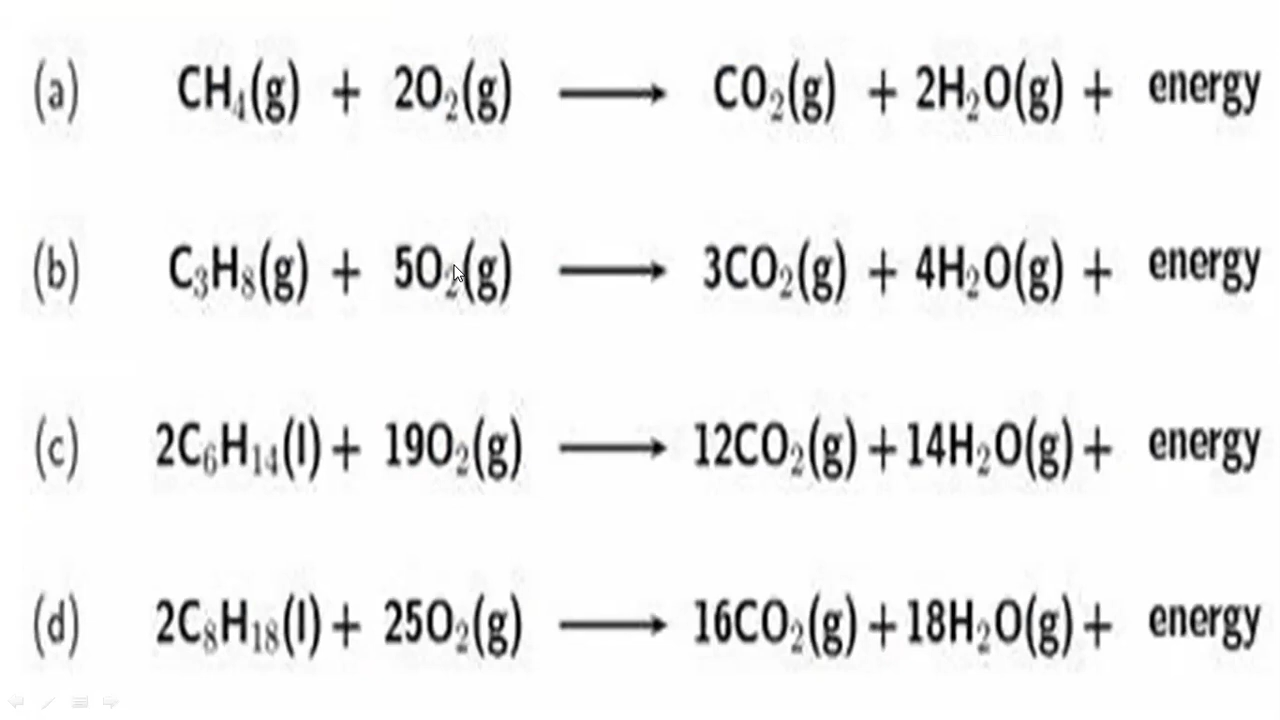 (a) CH₄(g) + 2O₂(g) ⟶ CO₂(g) + 2H₂O(g) + energy
(b) C₃H₈(g) + 5O₂(g) ⟶ 3CO₂(g) + 4H₂O(g) + energy
(c) 2C₆H₁₄(l) + 19O₂(g) ⟶ 12CO₂(g) + 14H₂O(g) + energy
(d) 2C₈H₁₈(l) + 25O₂(g) ⟶ 16CO₂(g) + 18H₂O(g) + energy